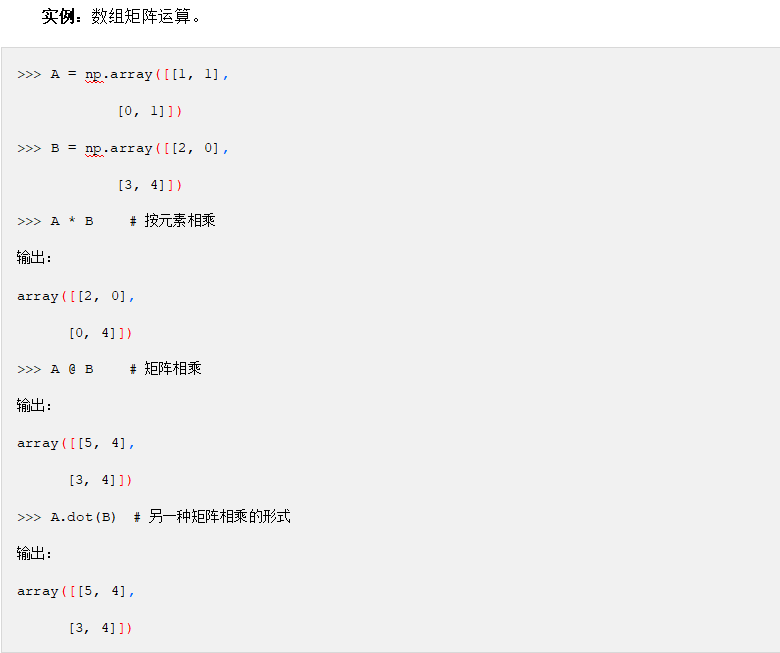 实例：数组矩阵运算。
>>> A = np.array([[1, 1],
[0, 1]])
>>> B = np.array([[2, 0],
[3, 4]])
>>> A * B    # 按元素相乘
输出：
array([[2, 0],
[0, 4]])
>>> A @ B    # 矩阵相乘
输出：
array([[5, 4],
[3, 4]])
>>> A.dot(B)  # 另一种矩阵相乘的形式
输出：
array([[5, 4],
[3, 4]])